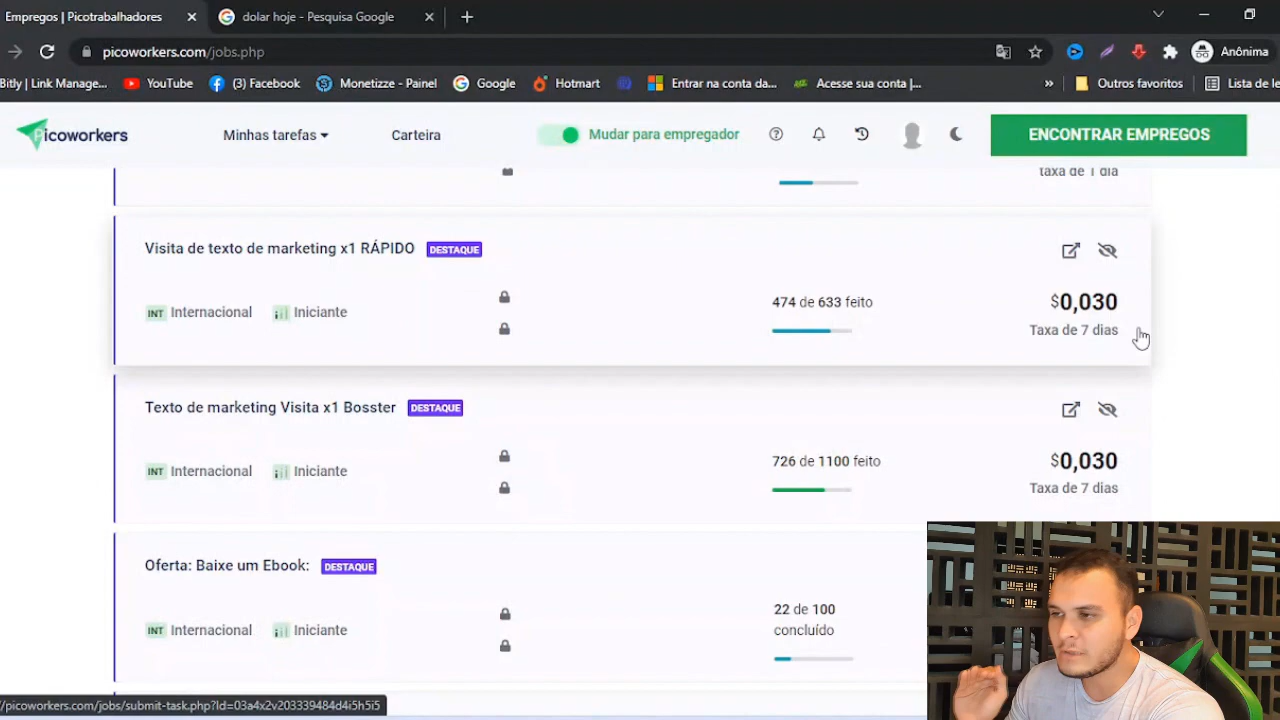 Empregos | Picotrabalhadores
dolar hoje - Pesquisa Google
picoworkers.com/jobs.php
Anônima
Bitly | Link Manage...
YouTube
(3) Facebook
Monetizze - Painel
Google
Hotmart
Entrar na conta da...
Acesse sua conta |...
»
Outros favoritos
Picoworkers
Minhas tarefas
Carteira
Mudar para empregador
ENCONTRAR EMPREGOS
taxa de 1 dia
Visita de texto de marketing x1 RÁPIDO DESTAQUE
INT Internacional Iniciante
474 de 633 feito
$0,030
Taxa de 7 dias
Texto de marketing Visita x1 Bosster DESTAQUE
INT Internacional Iniciante
726 de 1100 feito
$0,030
Taxa de 7 dias
Oferta: Baixe um Ebook: DESTAQUE
INT Internacional Iniciante
22 de 100
concluído
/picoworkers.com/jobs/submit-task.php?Id=03a4x2v203339484d4i5h5i5